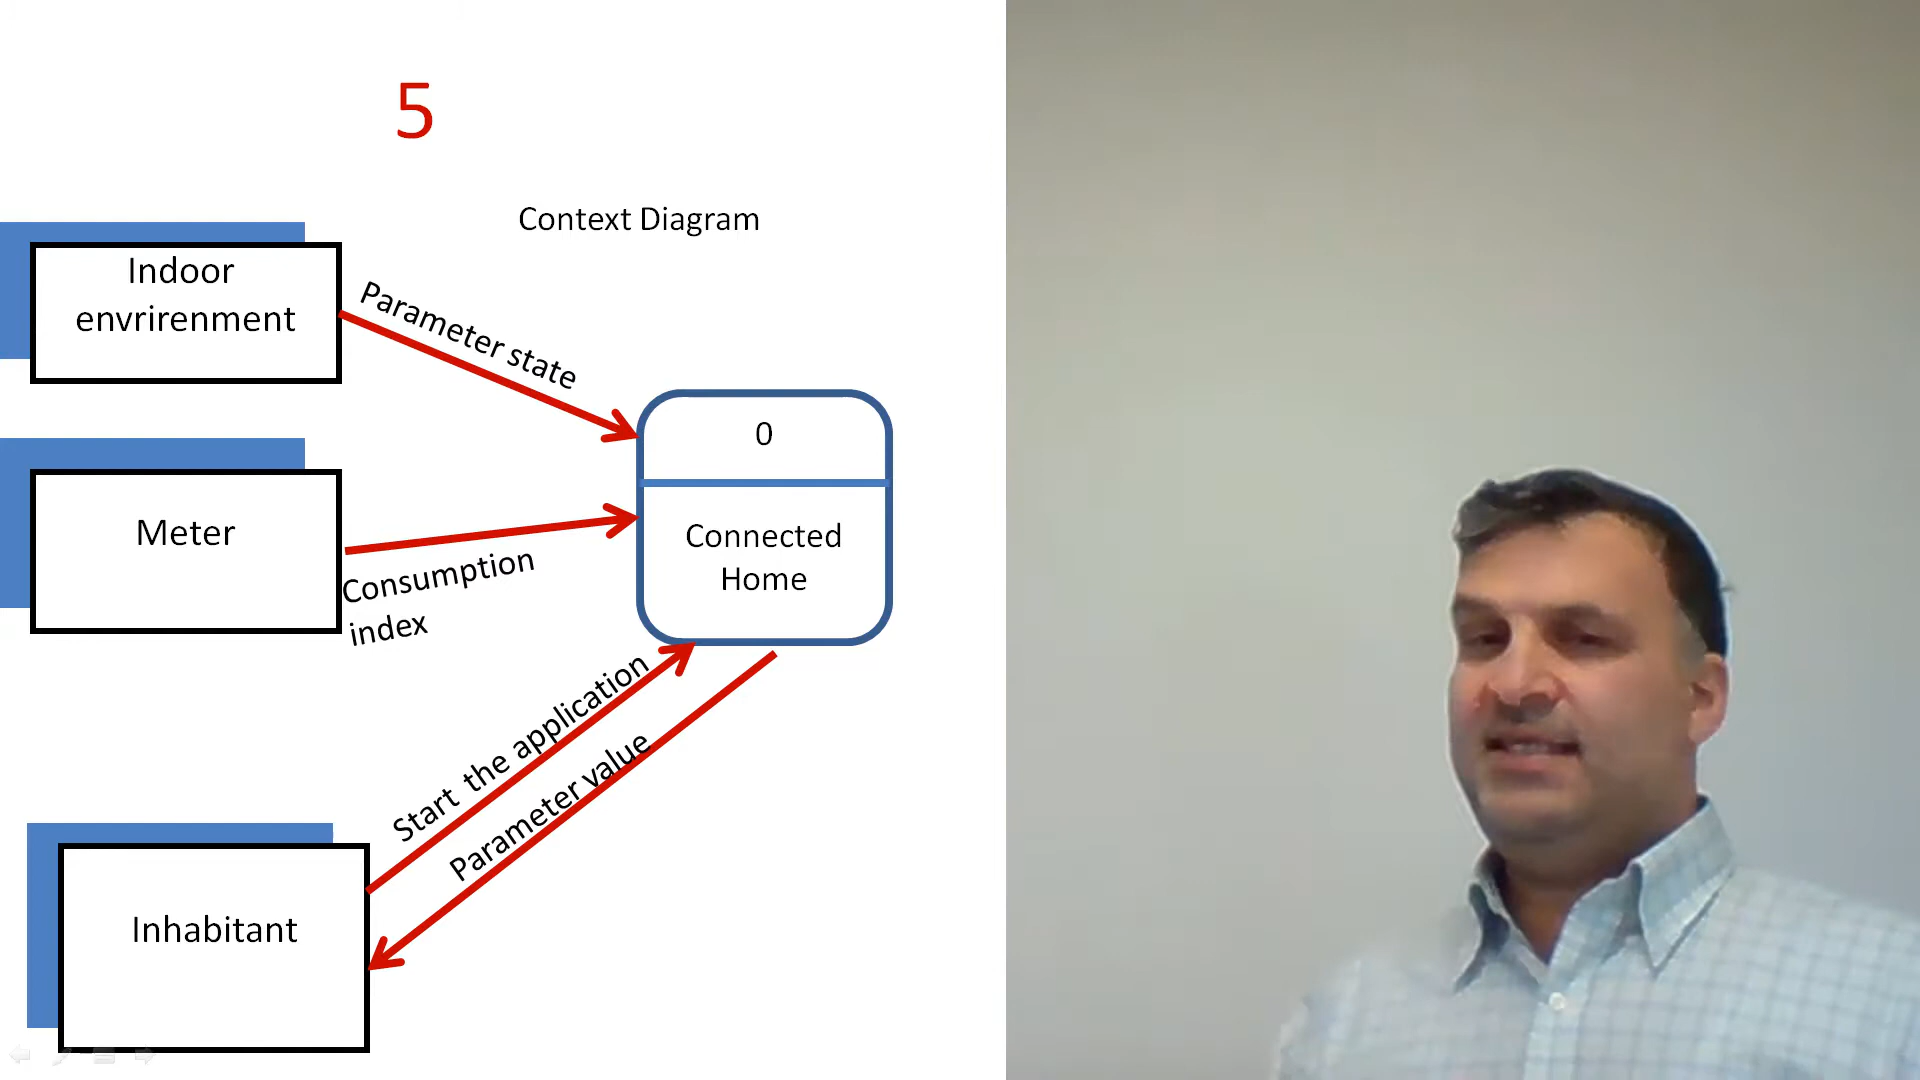 5
Context Diagram
Indoor
envrirenment
Parameter state
0
Connected
Home
Meter
Consumption
index
Start the application
Parameter value
Inhabitant